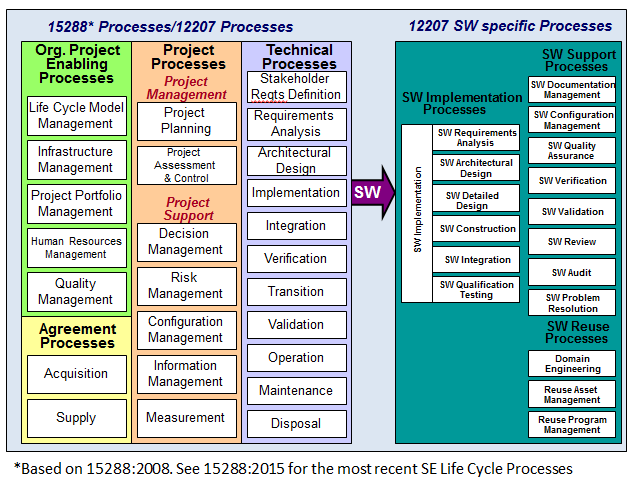 15288* Processes/12207 Processes
Org. Project
Enabling
Processes
Life Cycle Model
Management
Infrastructure
Management
Project Portfolio
Management
Human Resources
Management
Quality
Management
Agreement
Processes
Acquisition
Supply
Project
Processes
Project
Management
Project
Planning
Project
Assessment
& Control
Project
Support
Decision
Management
Risk
Management
Configuration
Management
Information
Management
Measurement
Technical
Processes
Stakeholder
Reqts Definition
Requirements
Analysis
Architectural
Design
Implementation
Integration
Verification
Transition
Validation
Operation
Maintenance
Disposal
SW
12207 SW specific Processes
SW Implementation
Processes
SW Implementation
SW Requirements
Analysis
SW Architectural
Design
SW Detailed
Design
SW Construction
SW Integration
SW Qualification
Testing
SW Support
Processes
SW Documentation
Management
SW Configuration
Management
SW Quality
Assurance
SW Verification
SW Validation
SW Review
SW Audit
SW Problem
Resolution
SW Reuse
Processes
Domain
Engineering
Reuse Asset
Management
Reuse Program
Management
*Based on 15288:2008. See 15288:2015 for the most recent SE Life Cycle Processes